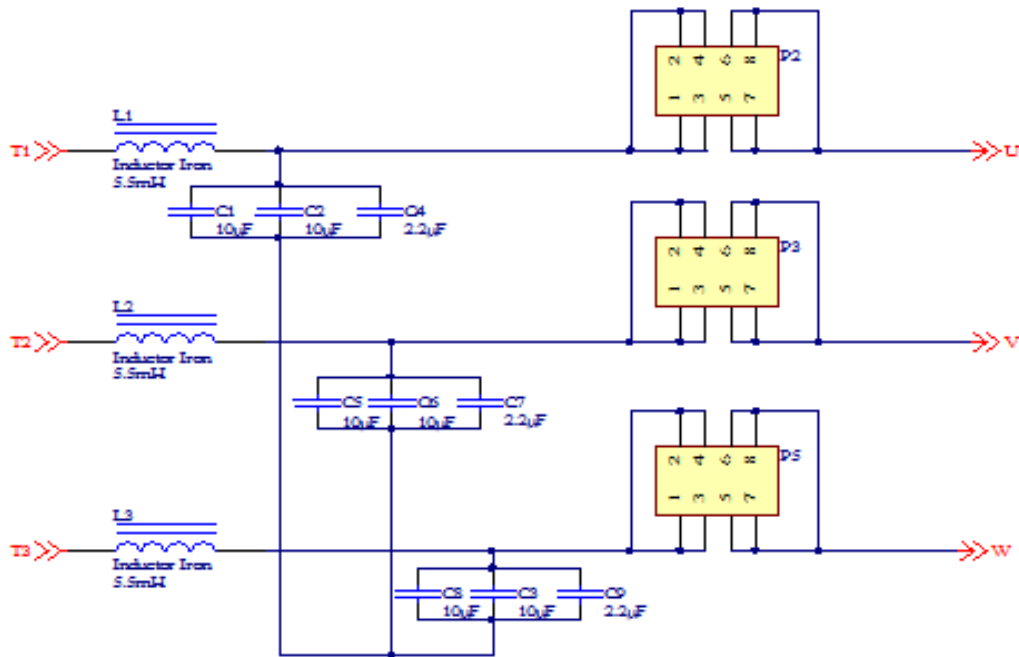 2 4 6 8
P2
1 3 5 7
L1
T1
U
Inductor Iron
5.5mH
C1
10uF
C2
10uF
C4
2.2uF
2 4 6 8
P3
1 3 5 7
L2
T2
V
Inductor Iron
5.5mH
C5
10uF
C6
10uF
C7
2.2uF
2 4 6 8
P5
1 3 5 7
L3
T3
W
Inductor Iron
5.5mH
C8
10uF
C3
10uF
C9
2.2uF